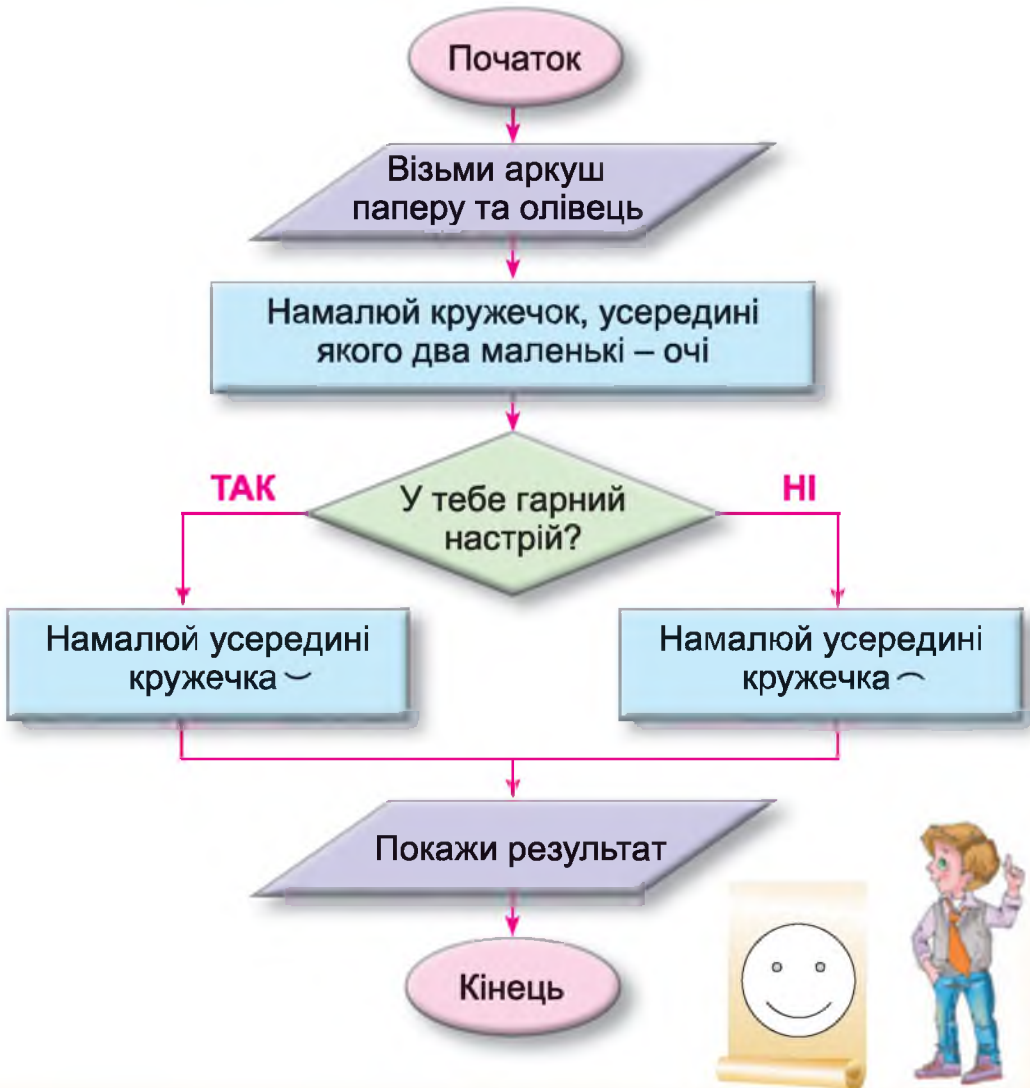 Початок
Візьми аркуш
паперу та олівець
Намалюй кружечок, усередині
якого два маленькі – очі
У тебе гарний
настрій?
ТАК
НІ
Намалюй усередині
кружечка ⌣
Намалюй усередині
кружечка ⌢
Покажи результат
Кінець